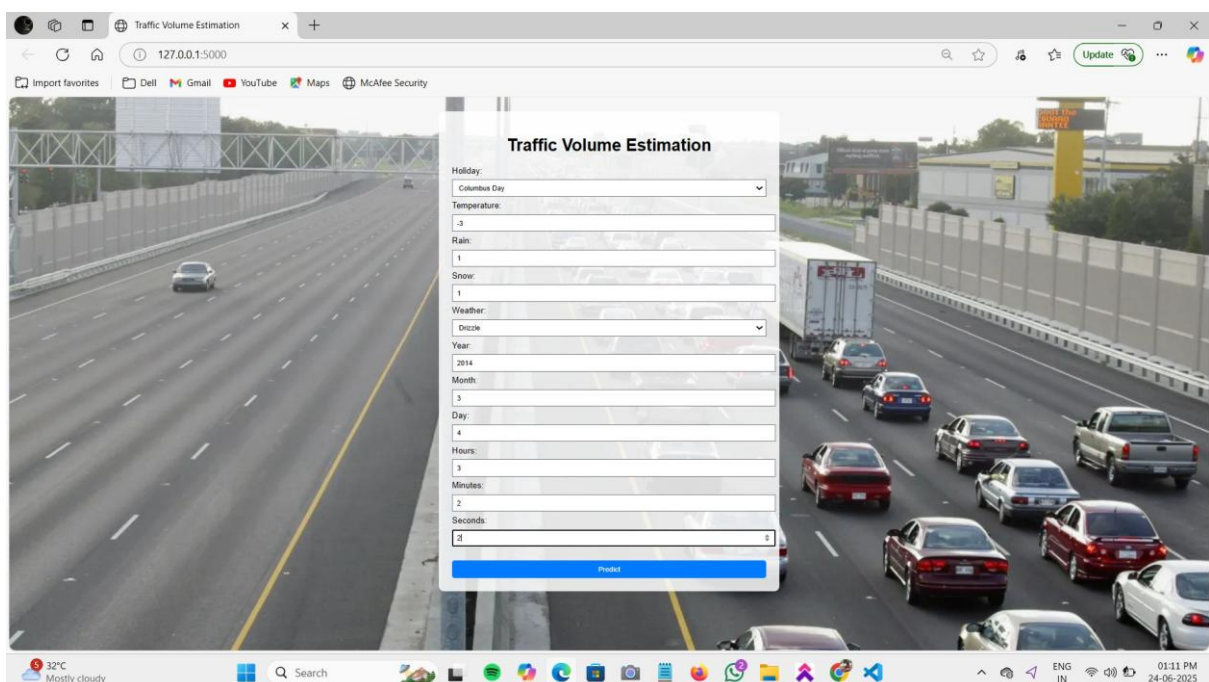 Traffic Volume Estimation
127.0.0.1:5000
Update
Import favorites
Dell
Gmail
YouTube
Maps
McAfee Security
Traffic Volume Estimation
Holiday:
Columbus Day
Temperature:
-3
Rain:
1
Snow:
1
Weather:
Drizzle
Year:
2014
Month:
3
Day:
4
Hours:
3
Minutes:
2
Seconds:
2
Predict
5
32°C
Mostly cloudy
Search
2
ENG
IN
01:11 PM
24-06-2025